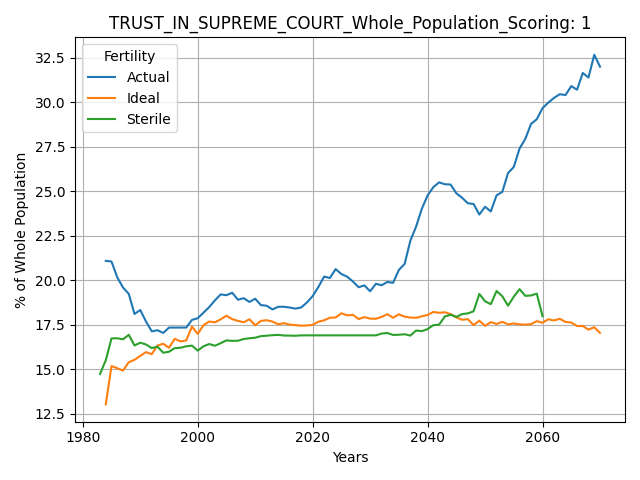 TRUST_IN_SUPREME_COURT_Whole_Population_Scoring: 1
Fertility
Actual
Ideal
Sterile
% of Whole Population
32.5
30.0
27.5
25.0
22.5
20.0
17.5
15.0
12.5
1980 2000 2020 2040 2060
Years